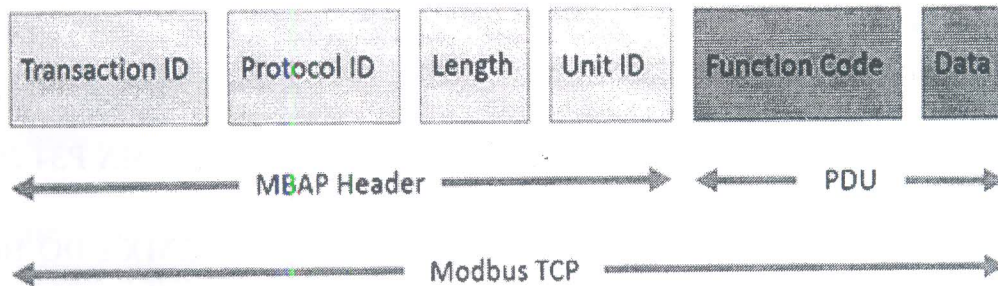 Transaction ID Protocol ID Length Unit ID Function Code Data
MBAP Header PDU
Modbus TCP